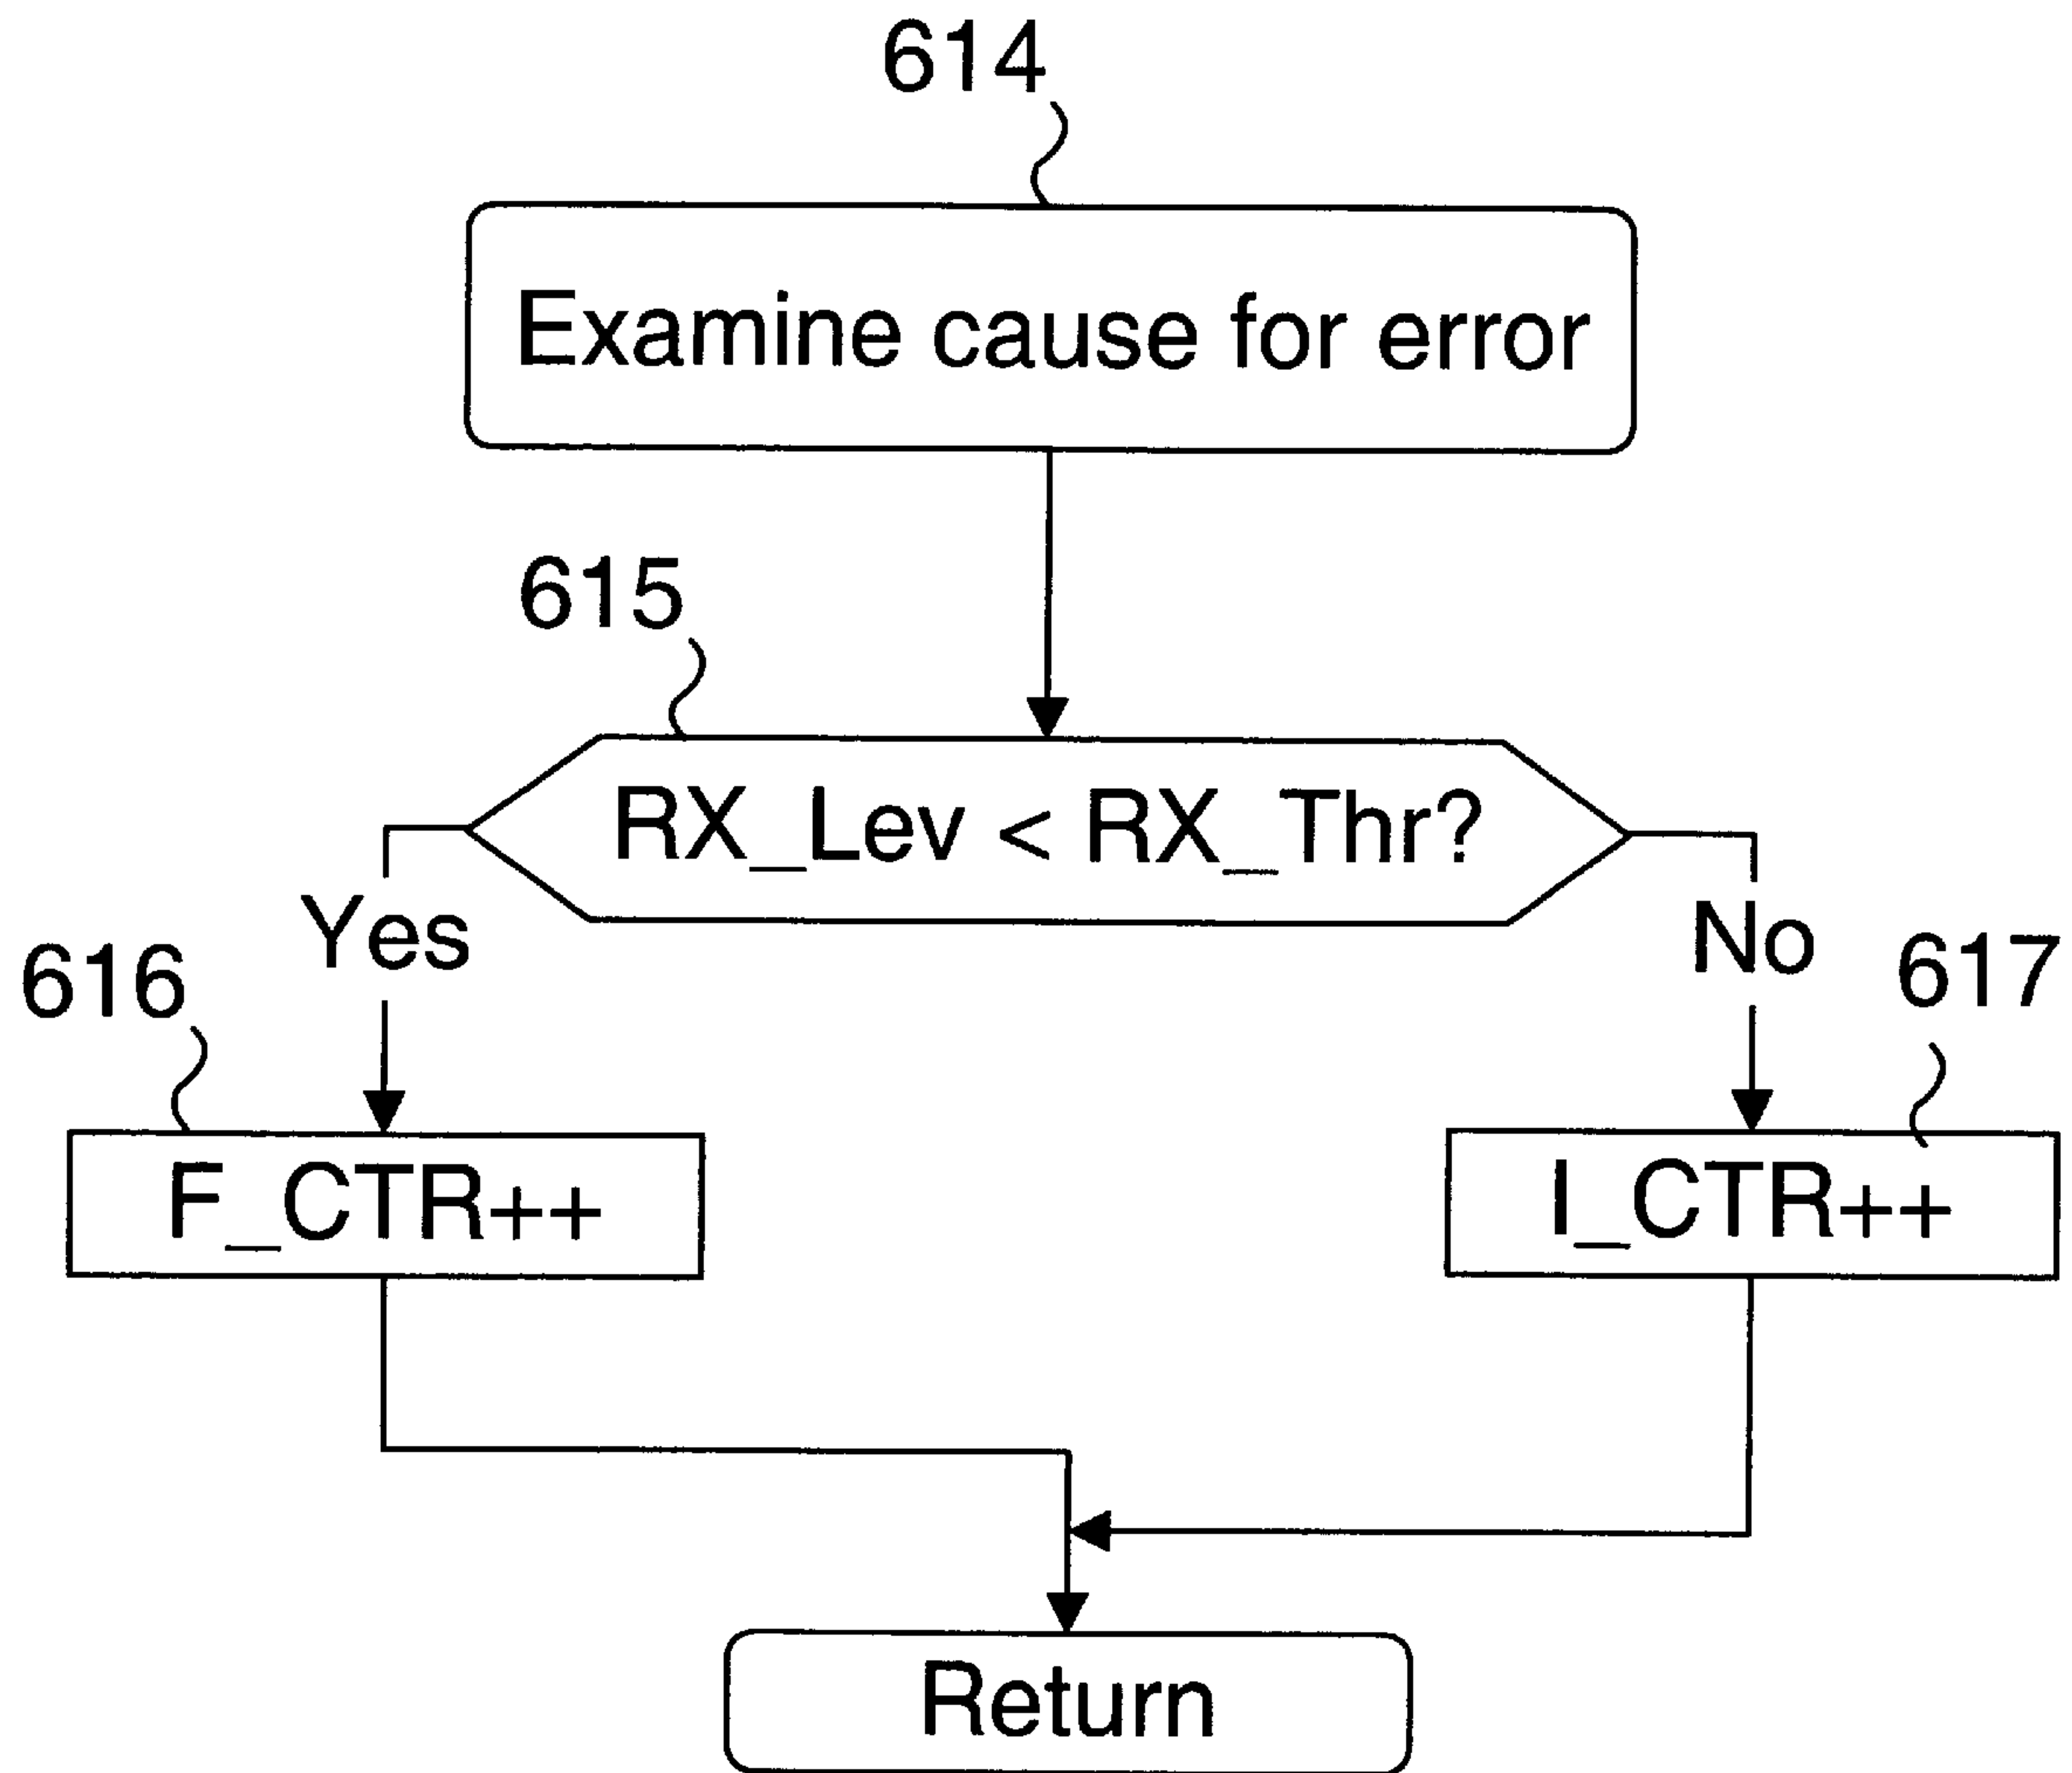 614
Examine cause for error
615
RX_Lev < RX_Thr?
Yes
No
616
617
F_CTR++
I_CTR++
Return